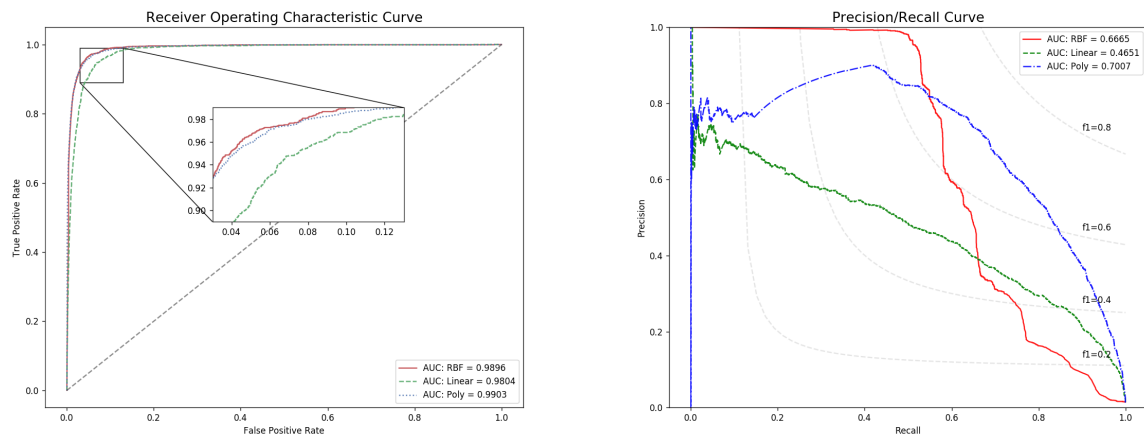 Receiver Operating Characteristic Curve
True Positive Rate
1.0
0.8
0.6
0.4
0.2
0.0
0.98
0.96
0.94
0.92
0.90
0.04 0.06 0.08 0.10 0.12
AUC: RBF = 0.9896
AUC: Linear = 0.9804
AUC: Poly = 0.9903
0.0 0.2 0.4 0.6 0.8 1.0
False Positive Rate
Precision/Recall Curve
Precision
1.0
0.8
0.6
0.4
0.2
0.0
AUC: RBF = 0.6665
AUC: Linear = 0.4651
AUC: Poly = 0.7007
f1=0.8
f1=0.6
f1=0.4
f1=0.2
0.0 0.2 0.4 0.6 0.8 1.0
Recall